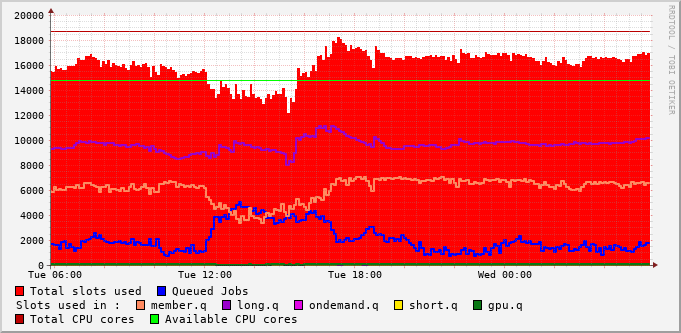 20000
18000
16000
14000
12000
10000
8000
6000
4000
2000
0
Tue 06:00 Tue 12:00 Tue 18:00 Wed 00:00
RRDTOOL / TOBI OETIKER
Total slots used Queued Jobs
Slots used in : member.q long.q ondemand.q short.q gpu.q
Total CPU cores Available CPU cores